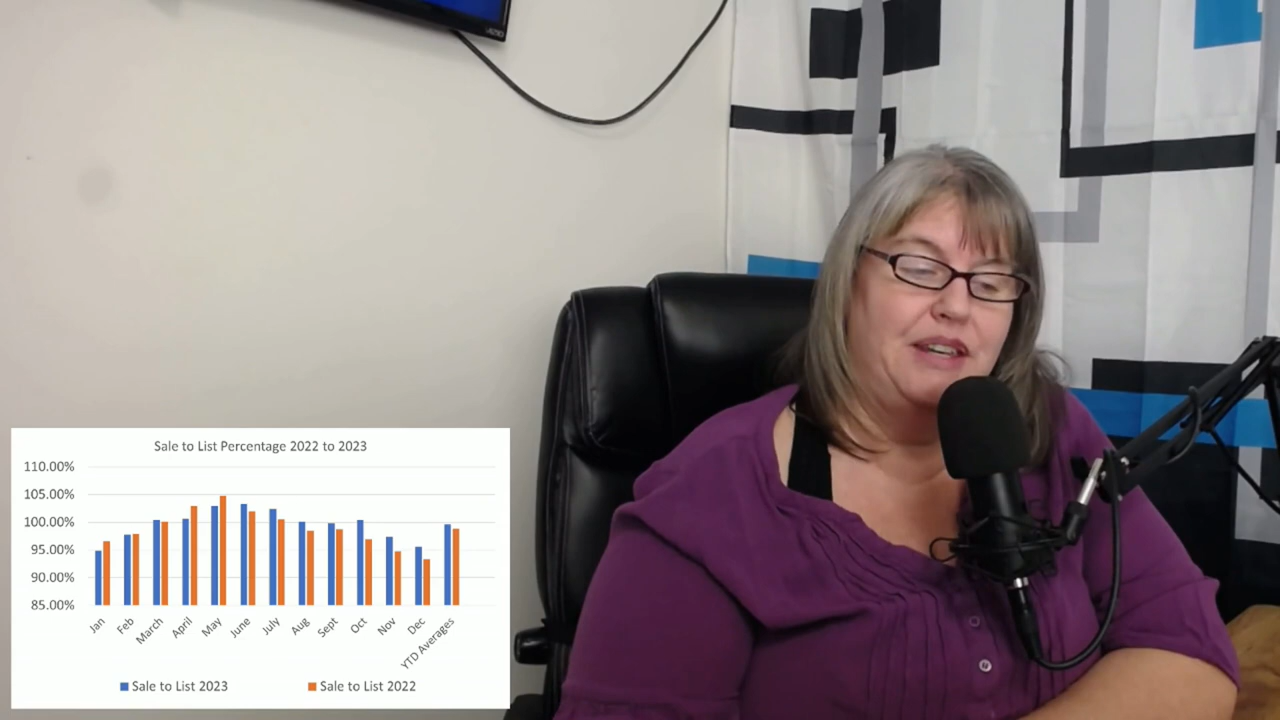 VIZIO
Sale to List Percentage 2022 to 2023
110.00%
105.00%
100.00%
95.00%
90.00%
85.00%
Jan
Feb
March
April
May
June
July
Aug
Sept
Oct
Nov
Dec
YTD Averages
Sale to List 2023
Sale to List 2022